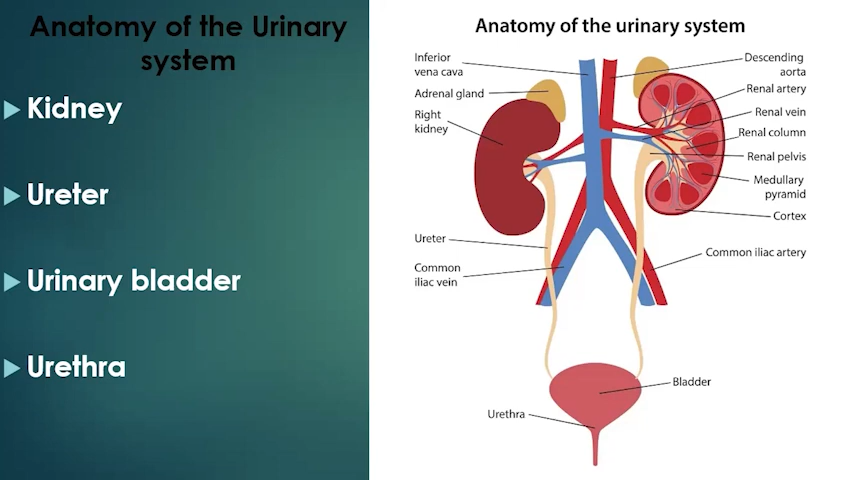 Anatomy of the Urinary
system
Kidney
Ureter
Urinary bladder
Urethra
Anatomy of the urinary system
Inferior
vena cava
Adrenal gland
Right
kidney
Ureter
Common
iliac vein
Urethra
Descending
aorta
Renal artery
Renal vein
Renal column
Renal pelvis
Medullary
pyramid
Cortex
Common iliac artery
Bladder